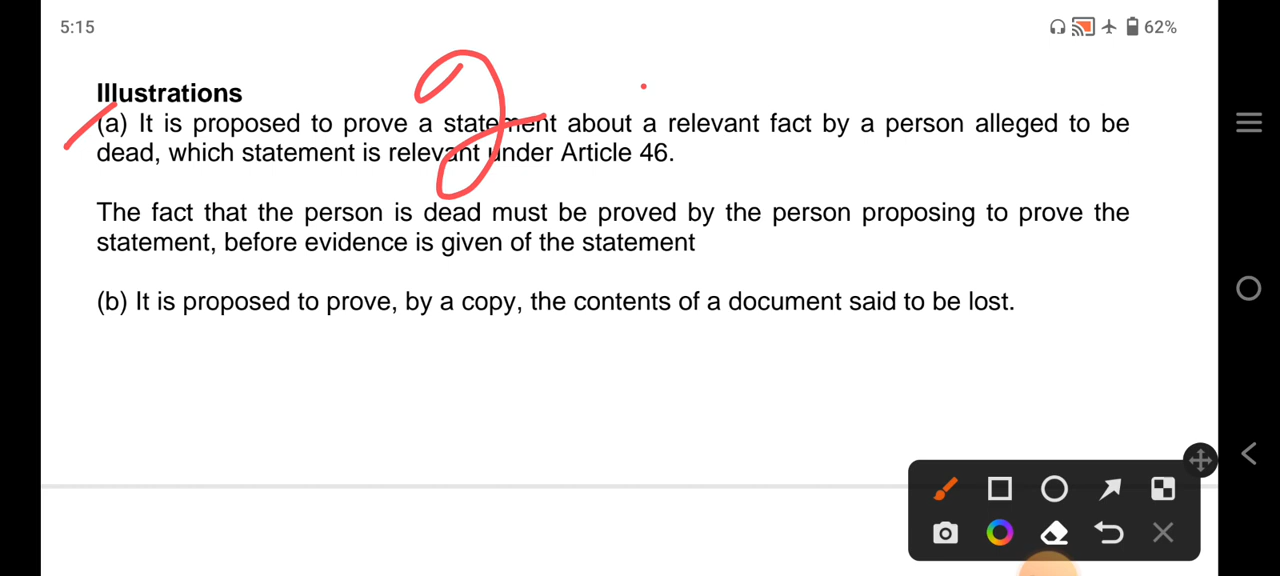 5:15
62%
Illustrations
(a) It is proposed to prove a statement about a relevant fact by a person alleged to be
dead, which statement is relevant under Article 46.
The fact that the person is dead must be proved by the person proposing to prove the
statement, before evidence is given of the statement
(b) It is proposed to prove, by a copy, the contents of a document said to be lost.